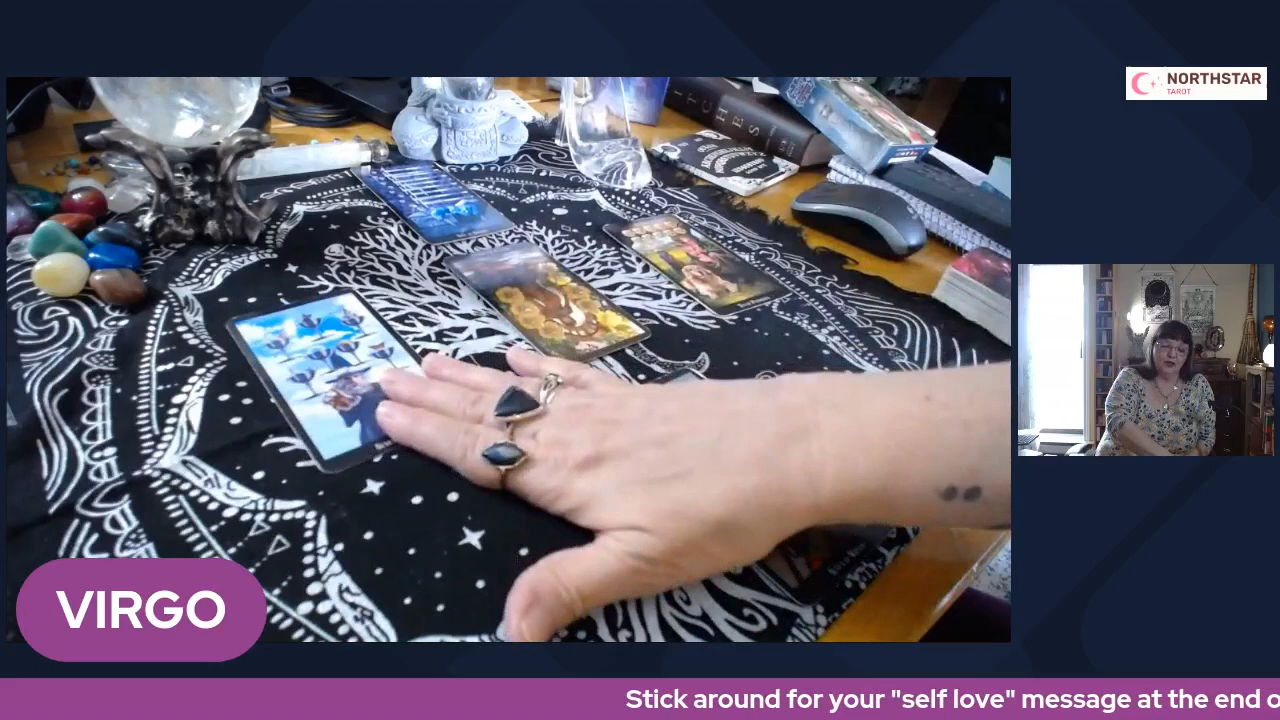 NORTHSTAR
TAROT
VIRGO
Stick around for your "self love" message at the end o